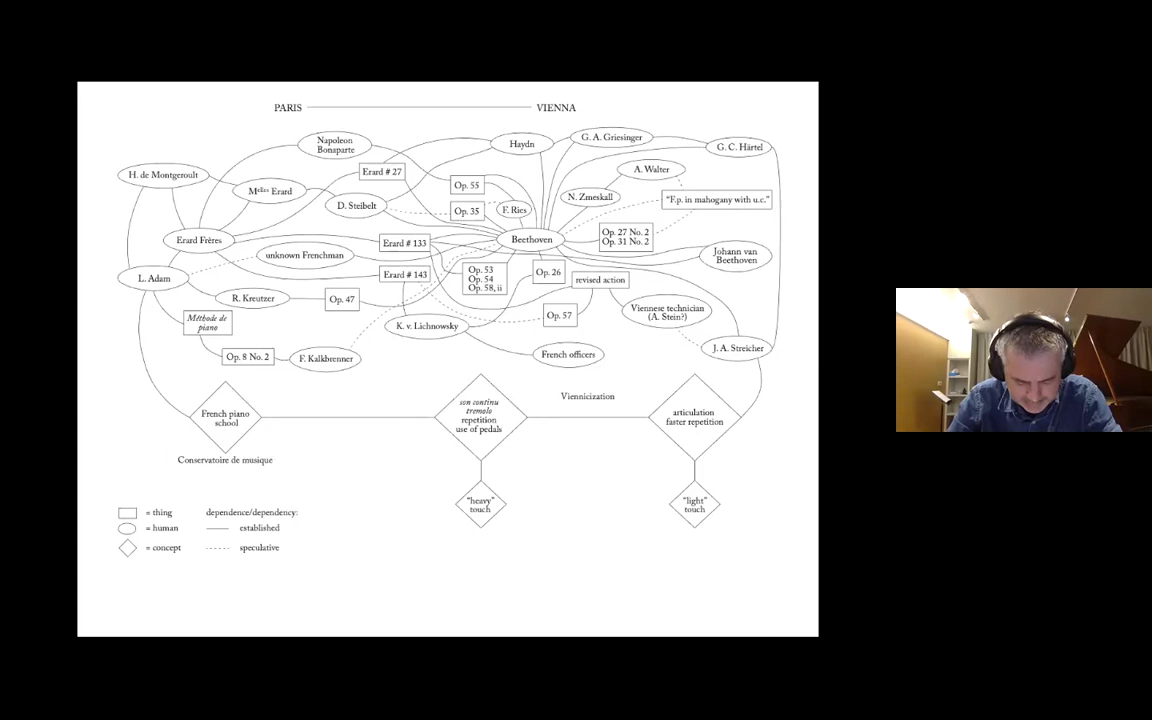 PARIS
VIENNA
Napoleon
Bonaparte
Haydn
G. A. Griesinger
G. C. Härtel
H. de Montgeroult
Erard # 27
A. Walter
Melles Erard
Op. 55
N. Zmeskall
"F.p. in mahogany with u.c."
D. Steibelt
Op. 35
F. Ries
Erard Frères
Erard # 133
Beethoven
Op. 27 No. 2
Op. 31 No. 2
unknown Frenchman
Johann van
Beethoven
L. Adam
Erard # 143
Op. 53
Op. 54
Op. 58, ii
Op. 26
revised action
R. Kreutzer
Op. 47
Viennese technician
(A. Stein?)
Méthode de
piano
K. v. Lichnowsky
Op. 57
Op. 8 No. 2
F. Kalkbrenner
French officers
J. A. Streicher
French piano
school
son continu
tremolo
repetition
use of pedals
Viennicization
articulation
faster repetition
Conservatoire de musique
"heavy"
touch
"light"
touch
= thing
dependence/dependency:
= human
established
= concept
speculative